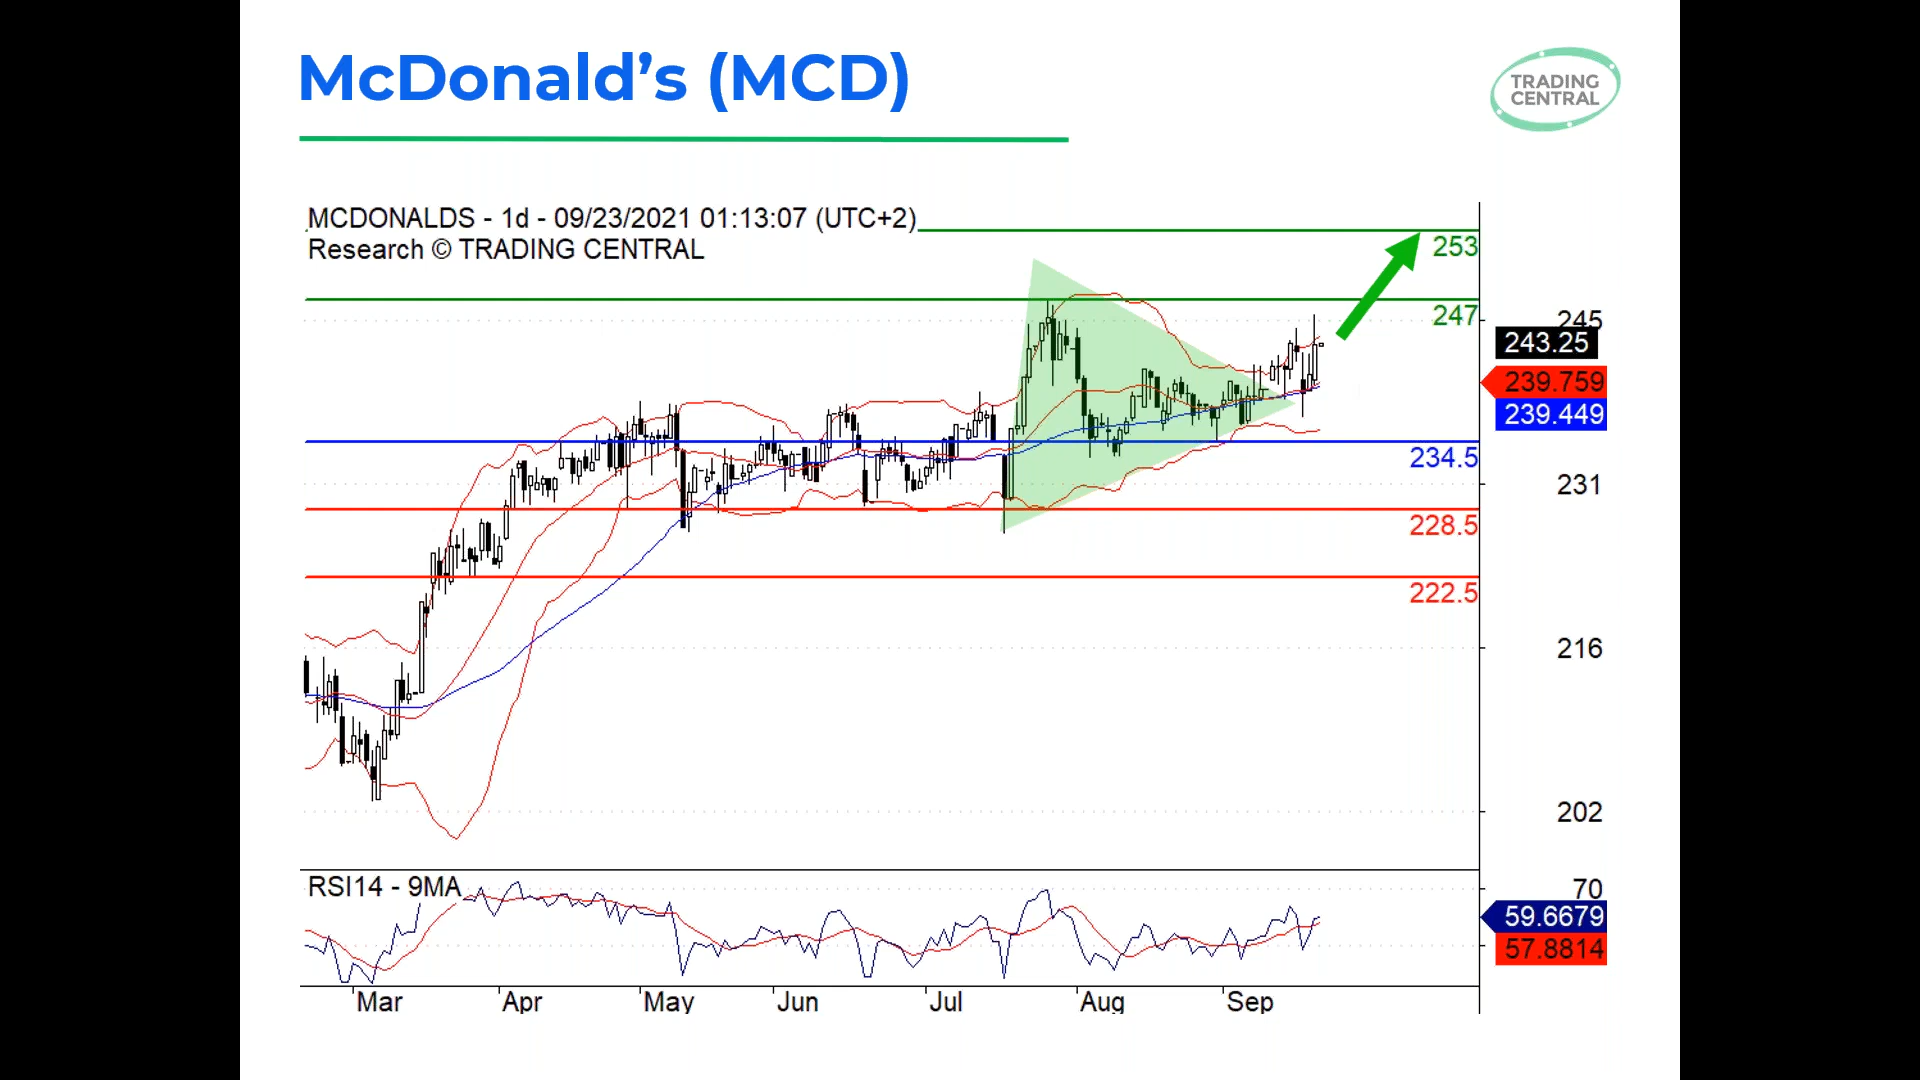 McDonald’s (MCD)
TRADING
CENTRAL
MCDONALDS - 1d - 09/23/2021 01:13:07 (UTC+2)
Research © TRADING CENTRAL
253
247
245
243.25
239.759
239.449
234.5
231
228.5
222.5
216
202
RSI14 - 9MA
70
59.6679
57.8814
Mar Apr May Jun Jul Aug Sep